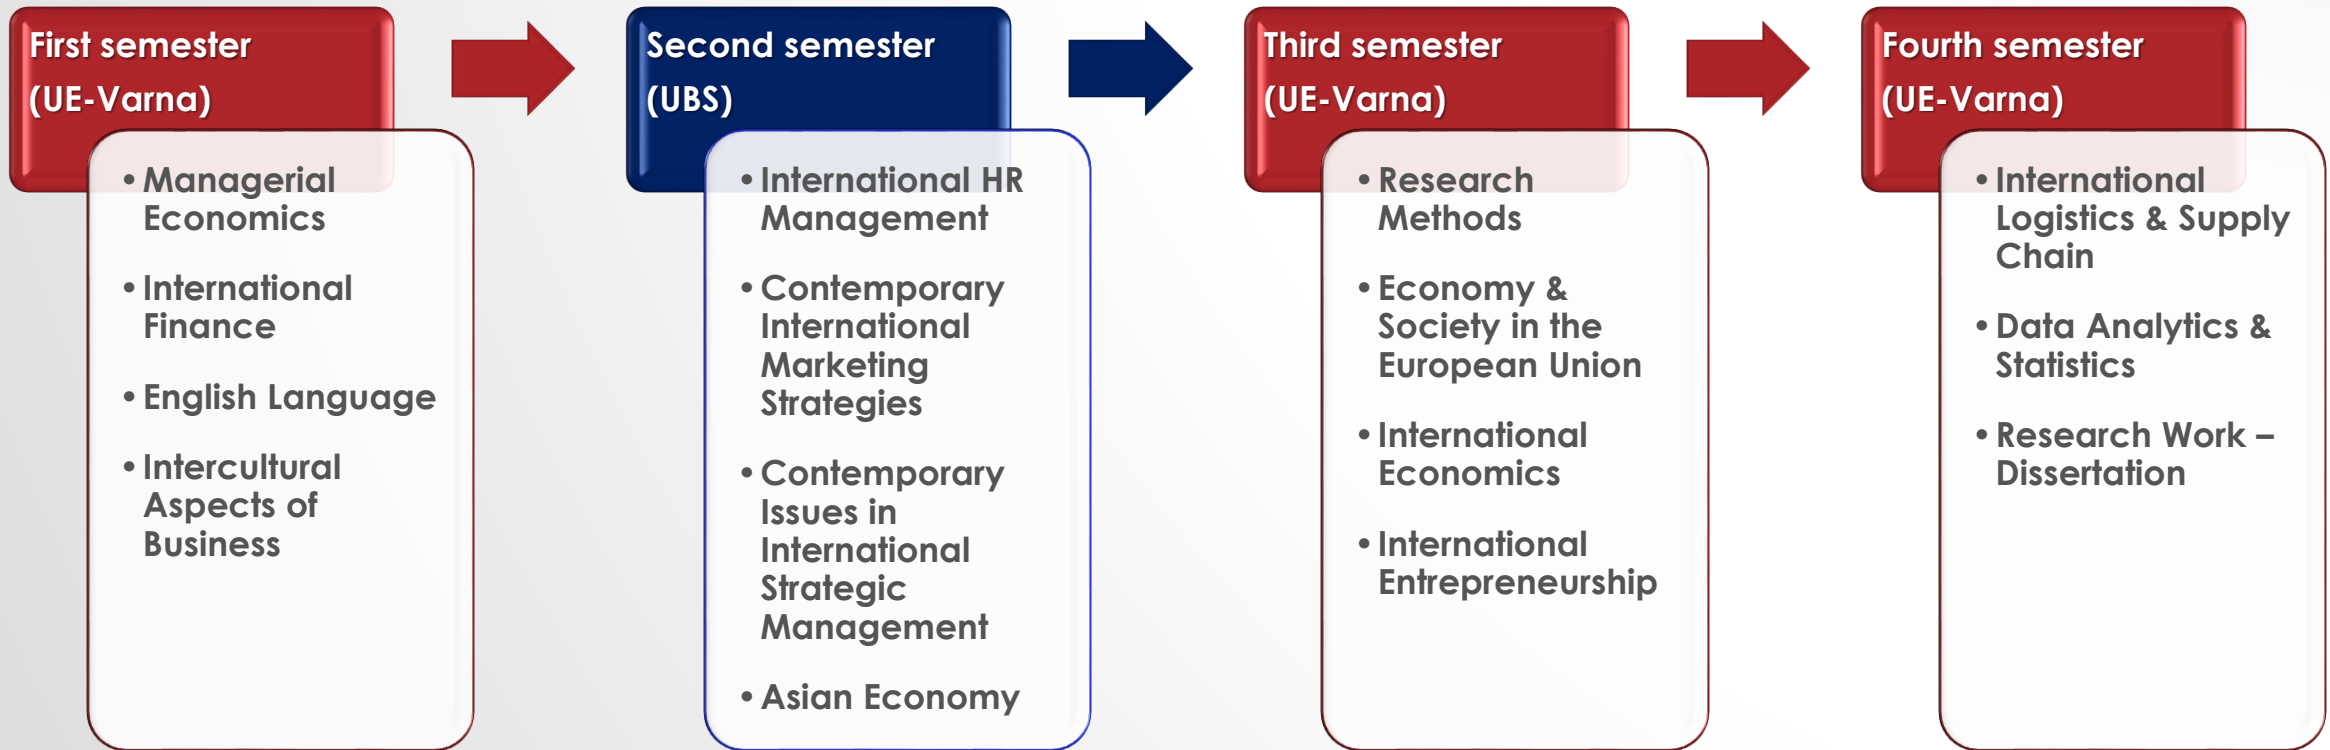 First semester
(UE-Varna)
• Managerial
Economics
• International
Finance
• English Language
• Intercultural
Aspects of
Business
Second semester
(UBS)
• International HR
Management
• Contemporary
International
Marketing
Strategies
• Contemporary
Issues in
International
Strategic
Management
• Asian Economy
Third semester
(UE-Varna)
• Research
Methods
• Economy &
Society in the
European Union
• International
Economics
• International
Entrepreneurship
Fourth semester
(UE-Varna)
• International
Logistics & Supply
Chain
• Data Analytics &
Statistics
• Research Work –
Dissertation